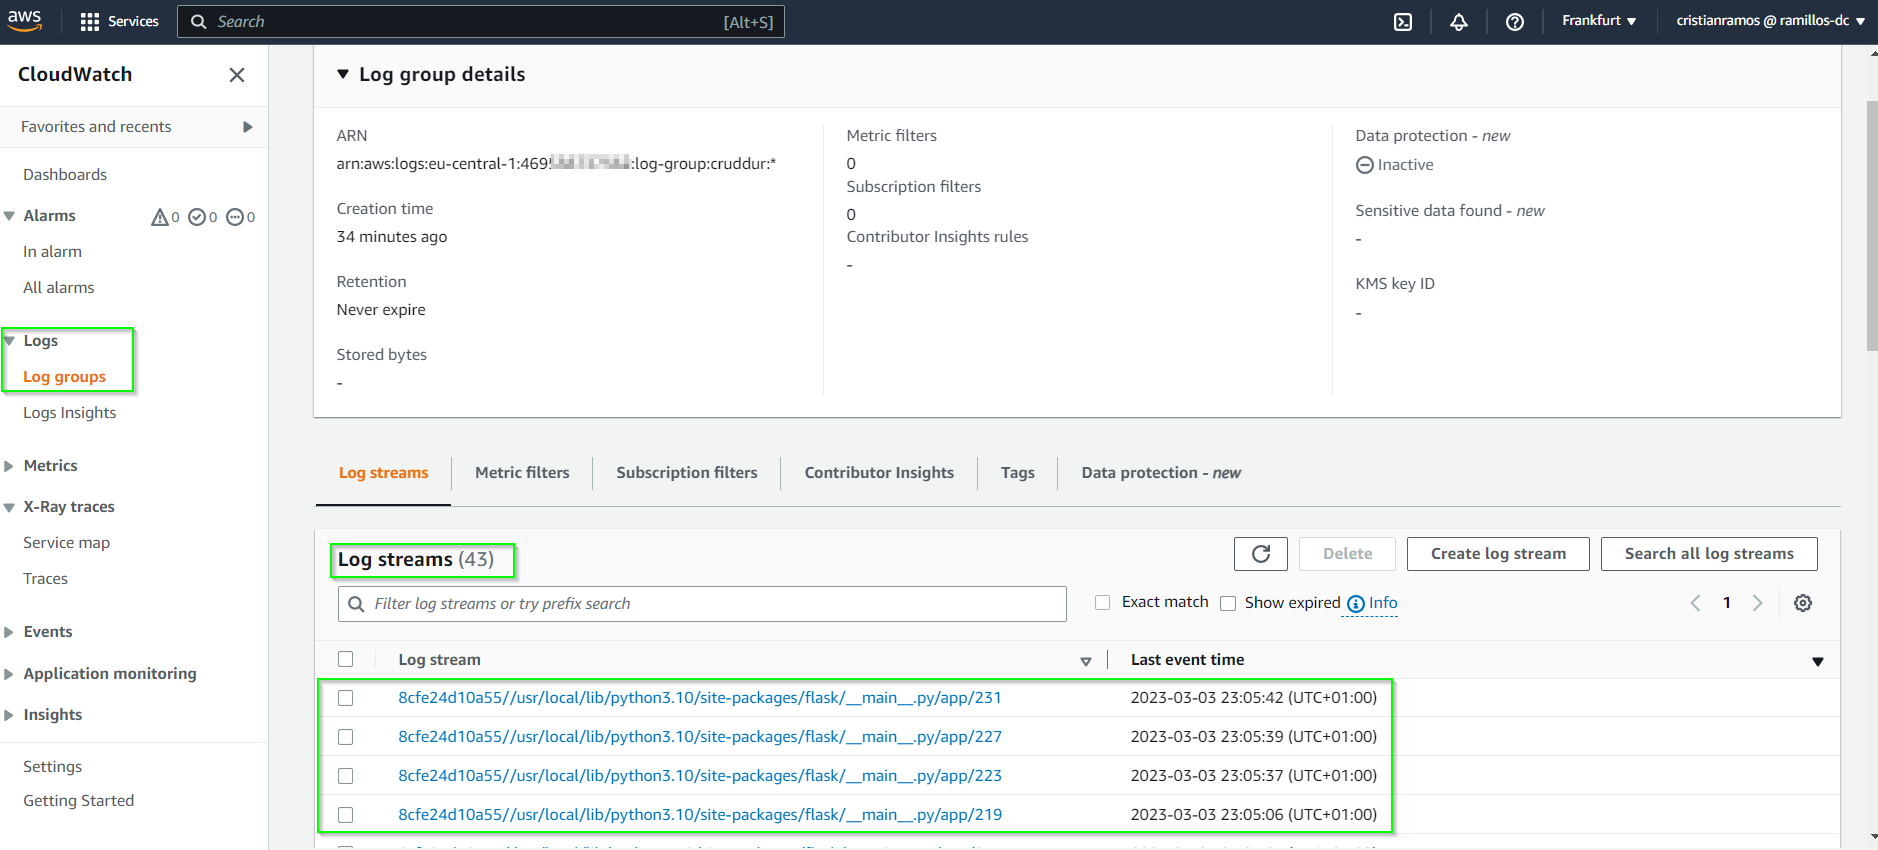 aws Services Search [Alt+S] Frankfurt cristianramos @ ramillos-dc
CloudWatch
Favorites and recents
Dashboards
Alarms 0 0 0
In alarm
All alarms
Logs
Log groups
Logs Insights
Metrics
X-Ray traces
Service map
Traces
Events
Application monitoring
Insights
Settings
Getting Started
Log group details
ARN
arn:aws:logs:eu-central-1:469 :log-group:cruddur:*
Creation time
34 minutes ago
Retention
Never expire
Stored bytes
-
Metric filters
0
Subscription filters
0
Contributor Insights rules
-
Data protection - new
Inactive
Sensitive data found - new
-
KMS key ID
-
Log streams Metric filters Subscription filters Contributor Insights Tags Data protection - new
Log streams (43) Delete Create log stream Search all log streams
Filter log streams or try prefix search Exact match Show expired Info 1
Log stream Last event time
8cfe24d10a55//usr/local/lib/python3.10/site-packages/flask/__main__.py/app/231 2023-03-03 23:05:42 (UTC+01:00)
8cfe24d10a55//usr/local/lib/python3.10/site-packages/flask/__main__.py/app/227 2023-03-03 23:05:39 (UTC+01:00)
8cfe24d10a55//usr/local/lib/python3.10/site-packages/flask/__main__.py/app/223 2023-03-03 23:05:37 (UTC+01:00)
8cfe24d10a55//usr/local/lib/python3.10/site-packages/flask/__main__.py/app/219 2023-03-03 23:05:06 (UTC+01:00)